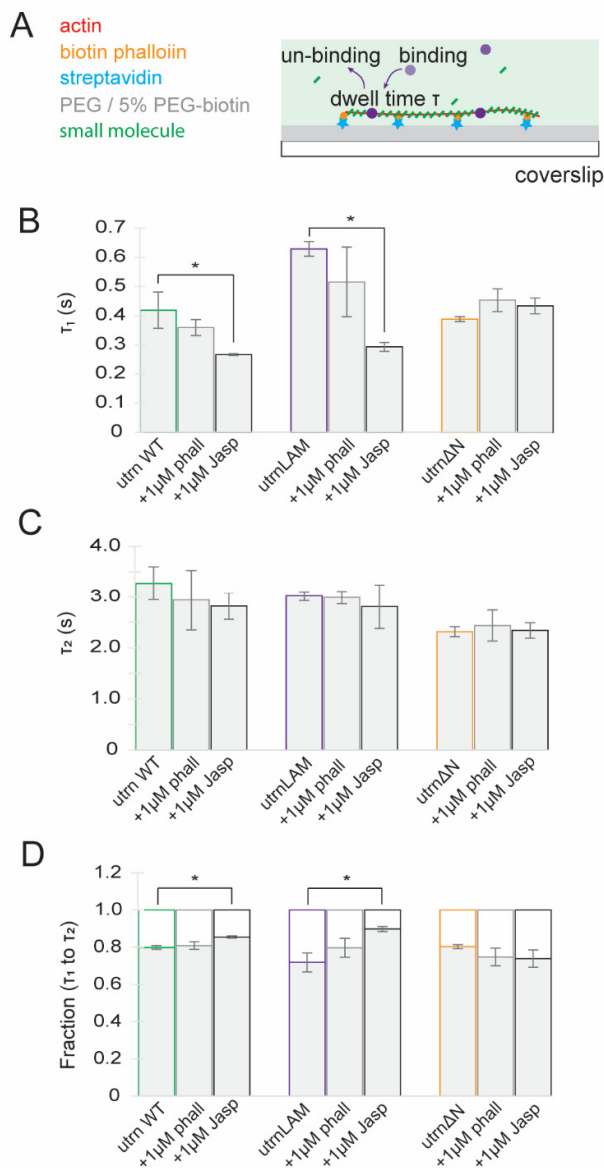 A
actin
biotin phalloiin
streptavidin
PEG / 5% PEG-biotin
small molecule
un-binding
binding
dwell time τ
coverslip
B
τ₁ (s)
0.7
0.6
0.5
0.4
0.3
0.2
0.1
0
*
*
utrn WT
+1μM phall
+1μM Jasp
utrnLAM
+1μM phall
+1μM Jasp
utrnΔN
+1μM phall
+1μM Jasp
C
τ₂ (s)
4.0
3.0
2.0
1.0
0
utrn WT
+1μM phall
+1μM Jasp
utrnLAM
+1μM phall
+1μM Jasp
utrnΔN
+1μM phall
+1μM Jasp
D
Fraction (τ₁ to τ₂)
1.2
1.0
0.8
0.6
0.4
0.2
0
*
*
utrn WT
+1μM phall
+1μM Jasp
utrnLAM
+1μM phall
+1μM Jasp
utrnΔN
+1μM phall
+1μM Jasp